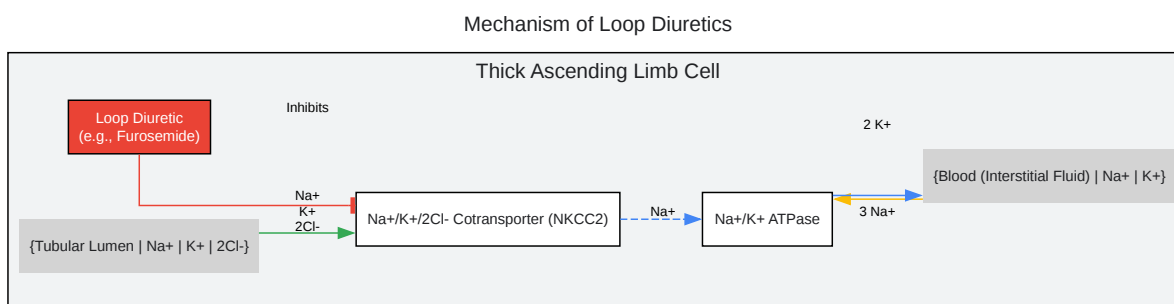 Mechanism of Loop Diuretics
Thick Ascending Limb Cell
Loop Diuretic
(e.g., Furosemide)
Inhibits
2 K+
{Blood (Interstitial Fluid) | Na+ | K+}
Na+
K+
2Cl-
Na+/K+/2Cl- Cotransporter (NKCC2)
Na+
Na+/K+ ATPase
3 Na+
{Tubular Lumen | Na+ | K+ | 2Cl-}